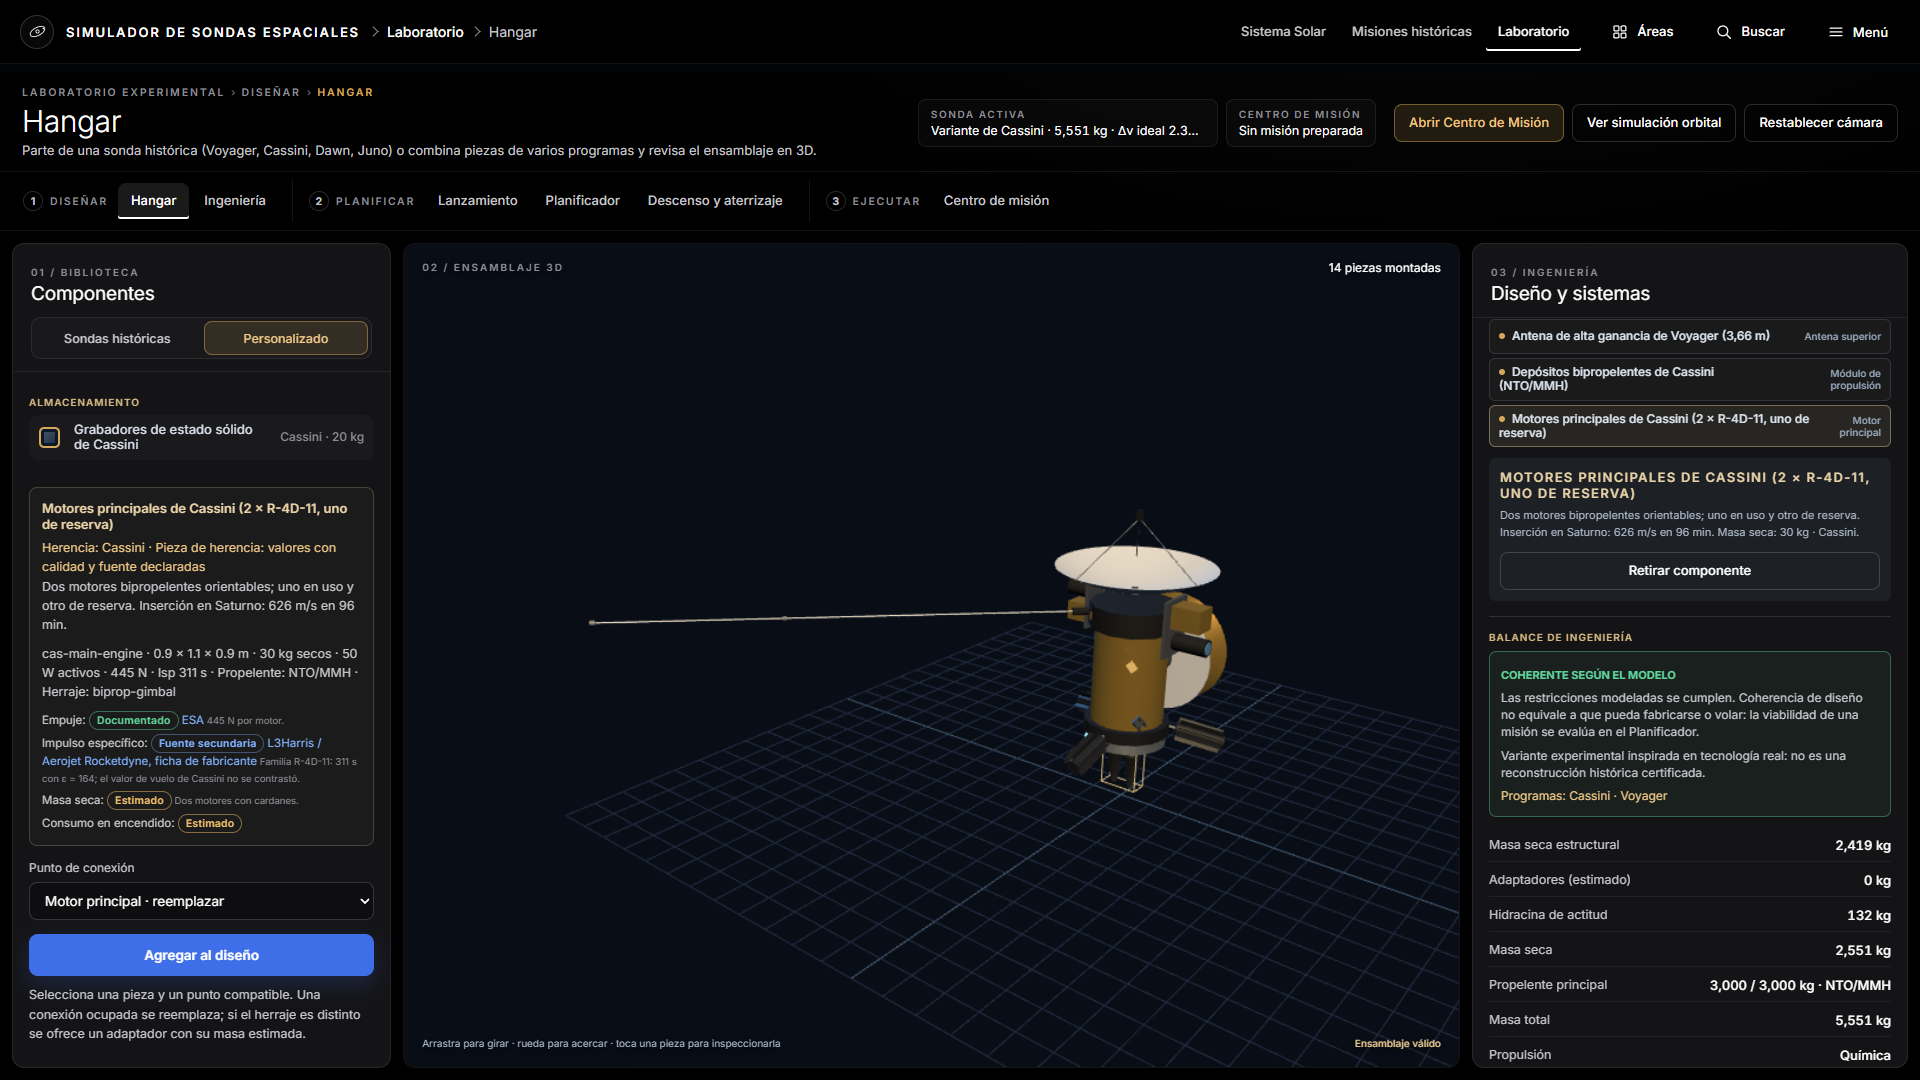 SIMULADOR DE SONDAS ESPACIALES > Laboratorio > Hangar
Sistema Solar
Misiones históricas
Laboratorio
Áreas
Buscar
Menú
LABORATORIO EXPERIMENTAL › DISEÑAR › HANGAR
Hangar
Parte de una sonda histórica (Voyager, Cassini, Dawn, Juno) o combina piezas de varios programas y revisa el ensamblaje en 3D.
SONDA ACTIVA
Variante de Cassini · 5,551 kg · Δv ideal 2.3...
CENTRO DE MISIÓN
Sin misión preparada
Abrir Centro de Misión
Ver simulación orbital
Restablecer cámara
1 DISEÑAR
Hangar
Ingeniería
2 PLANIFICAR
Lanzamiento
Planificador
Descenso y aterrizaje
3 EJECUTAR
Centro de misión
01 / BIBLIOTECA
Componentes
Sondas históricas
Personalizado
ALMACENAMIENTO
Grabadores de estado sólido
de Cassini
Cassini · 20 kg
Motores principales de Cassini (2 × R-4D-11, uno
de reserva)
Herencia: Cassini · Pieza de herencia: valores con
calidad y fuente declaradas
Dos motores bipropelentes orientables; uno en uso y
otro de reserva. Inserción en Saturno: 626 m/s en 96
min.
cas-main-engine · 0.9 × 1.1 × 0.9 m · 30 kg secos · 50
W activos · 445 N · Isp 311 s · Propelente: NTO/MMH ·
Herraje: biprop-gimbal
Empuje: Documentado ESA 445 N por motor.
Impulso específico: Fuente secundaria L3Harris /
Aerojet Rocketdyne, ficha de fabricante Familia R-4D-11: 311 s
con ε = 164; el valor de vuelo de Cassini no se contrastó.
Masa seca: Estimado Dos motores con cardanes.
Consumo en encendido: Estimado
Punto de conexión
Motor principal · reemplazar
Agregar al diseño
Selecciona una pieza y un punto compatible. Una
conexión ocupada se reemplaza; si el herraje es distinto
se ofrece un adaptador con su masa estimada.
02 / ENSAMBLAJE 3D
14 piezas montadas
Arrastra para girar · rueda para acercar · toca una pieza para inspeccionarla
Ensamblaje válido
03 / INGENIERÍA
Diseño y sistemas
Antena de alta ganancia de Voyager (3,66 m)
Antena superior
Depósitos bipropelentes de Cassini
(NTO/MMH)
Módulo de
propulsión
Motores principales de Cassini (2 × R-4D-11, uno de
reserva)
Motor
principal
MOTORES PRINCIPALES DE CASSINI (2 × R-4D-11,
UNO DE RESERVA)
Dos motores bipropelentes orientables; uno en uso y otro de reserva.
Inserción en Saturno: 626 m/s en 96 min. Masa seca: 30 kg · Cassini.
Retirar componente
BALANCE DE INGENIERÍA
COHERENTE SEGÚN EL MODELO
Las restricciones modeladas se cumplen. Coherencia de diseño
no equivale a que pueda fabricarse o volar: la viabilidad de una
misión se evalúa en el Planificador.
Variante experimental inspirada en tecnología real: no es una
reconstrucción histórica certificada.
Programas: Cassini · Voyager
Masa seca estructural 2,419 kg
Adaptadores (estimado) 0 kg
Hidracina de actitud 132 kg
Masa seca 2,551 kg
Propelente principal 3,000 / 3,000 kg · NTO/MMH
Masa total 5,551 kg
Propulsión Química